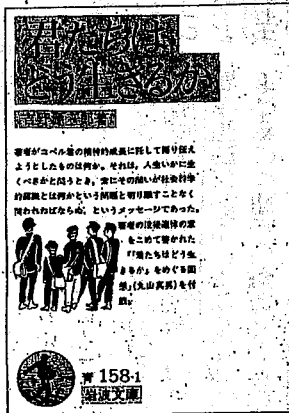 君たちは
どう生きるか
吉野源三郎著
著者がコペル君の精神的成長に託して語り伝え
ようとしたものは何か。それは、人生いかに生
くべきかと問うとき、常にその問いが社会科学
的認識とは何かという問題と切り離すことなく
問われねばならぬ、というメッセージであった。
著者の没後追悼の意
をこめて書かれた
「『君たちはどう生
きるか』をめぐる回
想」(丸山真男)を付
載。
青 158-1
岩波文庫